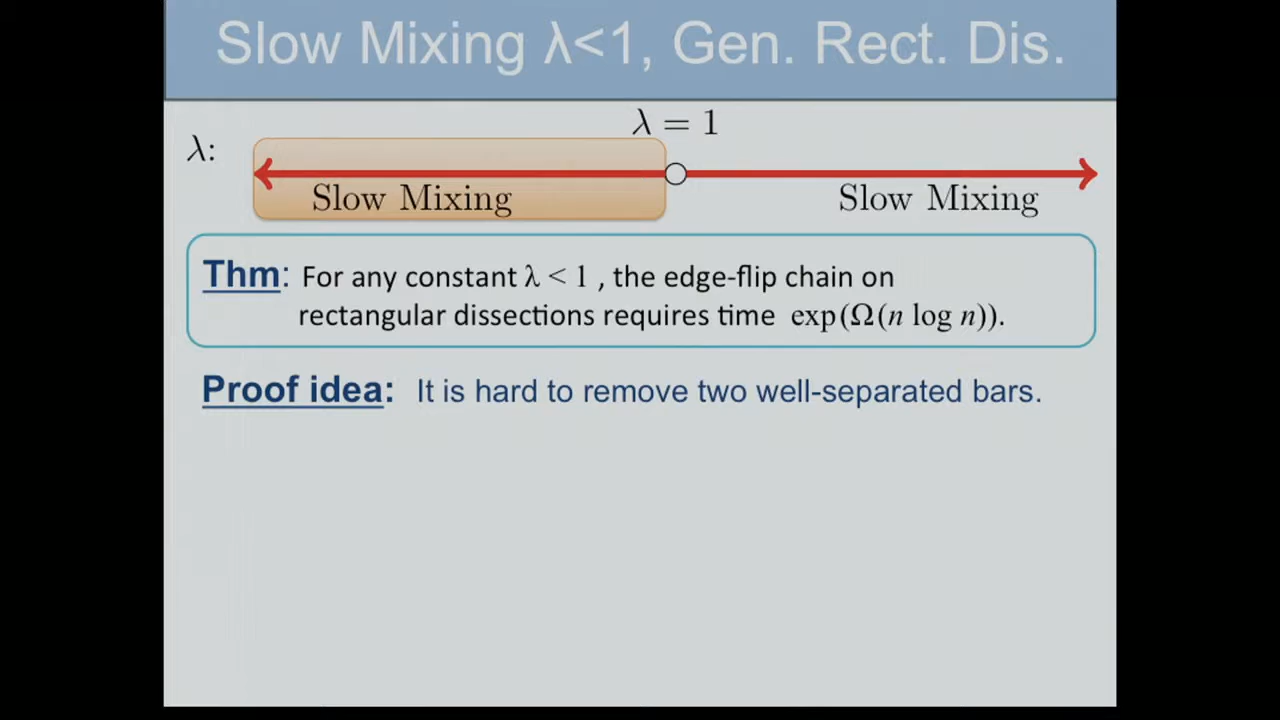 Slow Mixing λ<1, Gen. Rect. Dis.
λ = 1
λ:
Slow Mixing
Slow Mixing
Thm: For any constant λ < 1 , the edge-flip chain on
rectangular dissections requires time exp(Ω(n log n)).
Proof idea: It is hard to remove two well-separated bars.